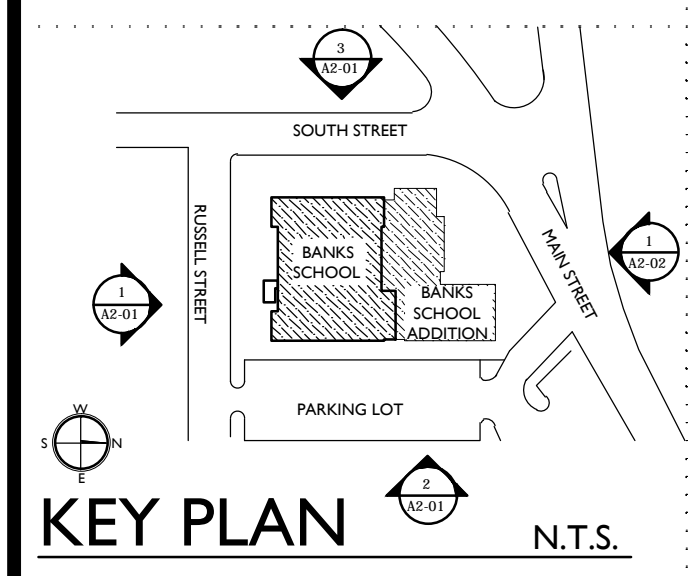 3
A2-01
SOUTH STREET
RUSSELL STREET
BANKS
SCHOOL
MAIN STREET
1
A2-02
1
A2-01
BANKS
SCHOOL
ADDITION
PARKING LOT
W
S
N
E
2
A2-01
KEY PLAN
N.T.S.